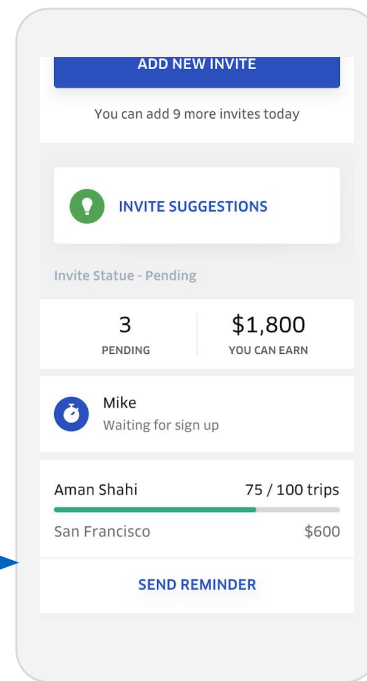 ADD NEW INVITE
You can add 9 more invites today
INVITE SUGGESTIONS
Invite Statue - Pending
3 $1,800
PENDING YOU CAN EARN
Mike
Waiting for sign up
Aman Shahi 75 / 100 trips
San Francisco $600
SEND REMINDER